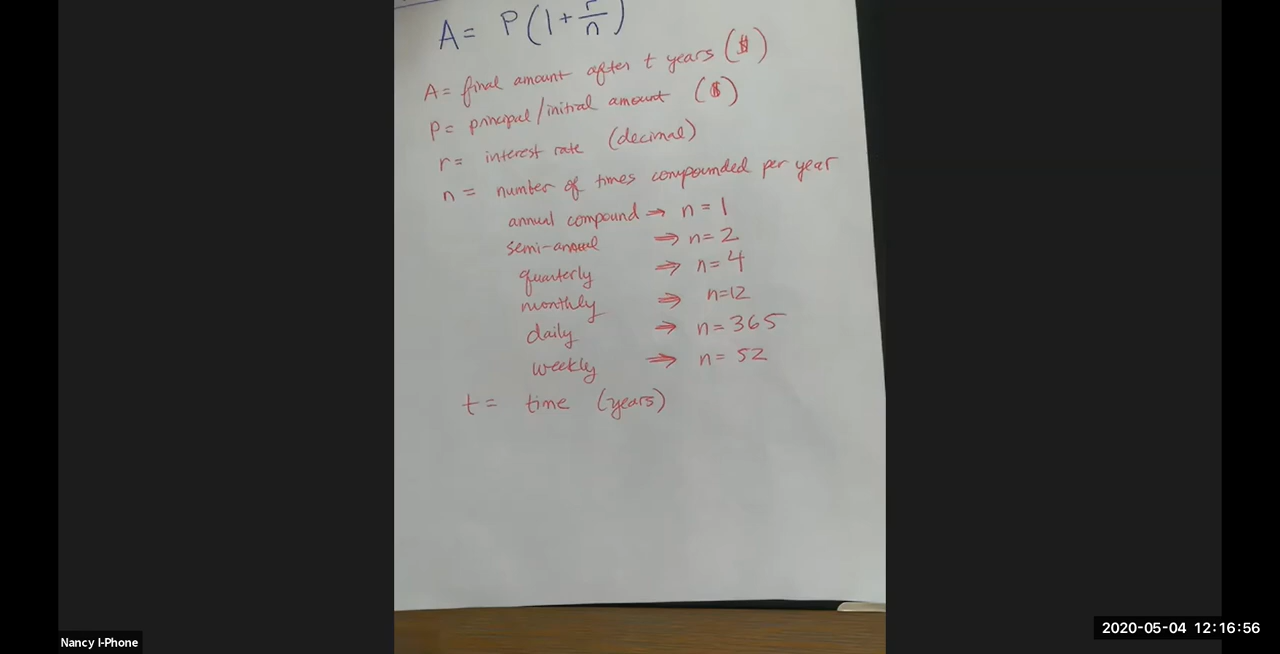 A = P(1+ r/n)
A = final amount after t years ($)
P = principal/initial amount ($)
r = interest rate (decimal)
n = number of times compounded per year
annual compound → n = 1
semi-annual ⇒ n = 2
quarterly ⇒ n = 4
monthly ⇒ n=12
daily ⇒ n = 365
weekly ⇒ n = 52
t = time (years)
Nancy I-Phone
2020-05-04 12:16:56